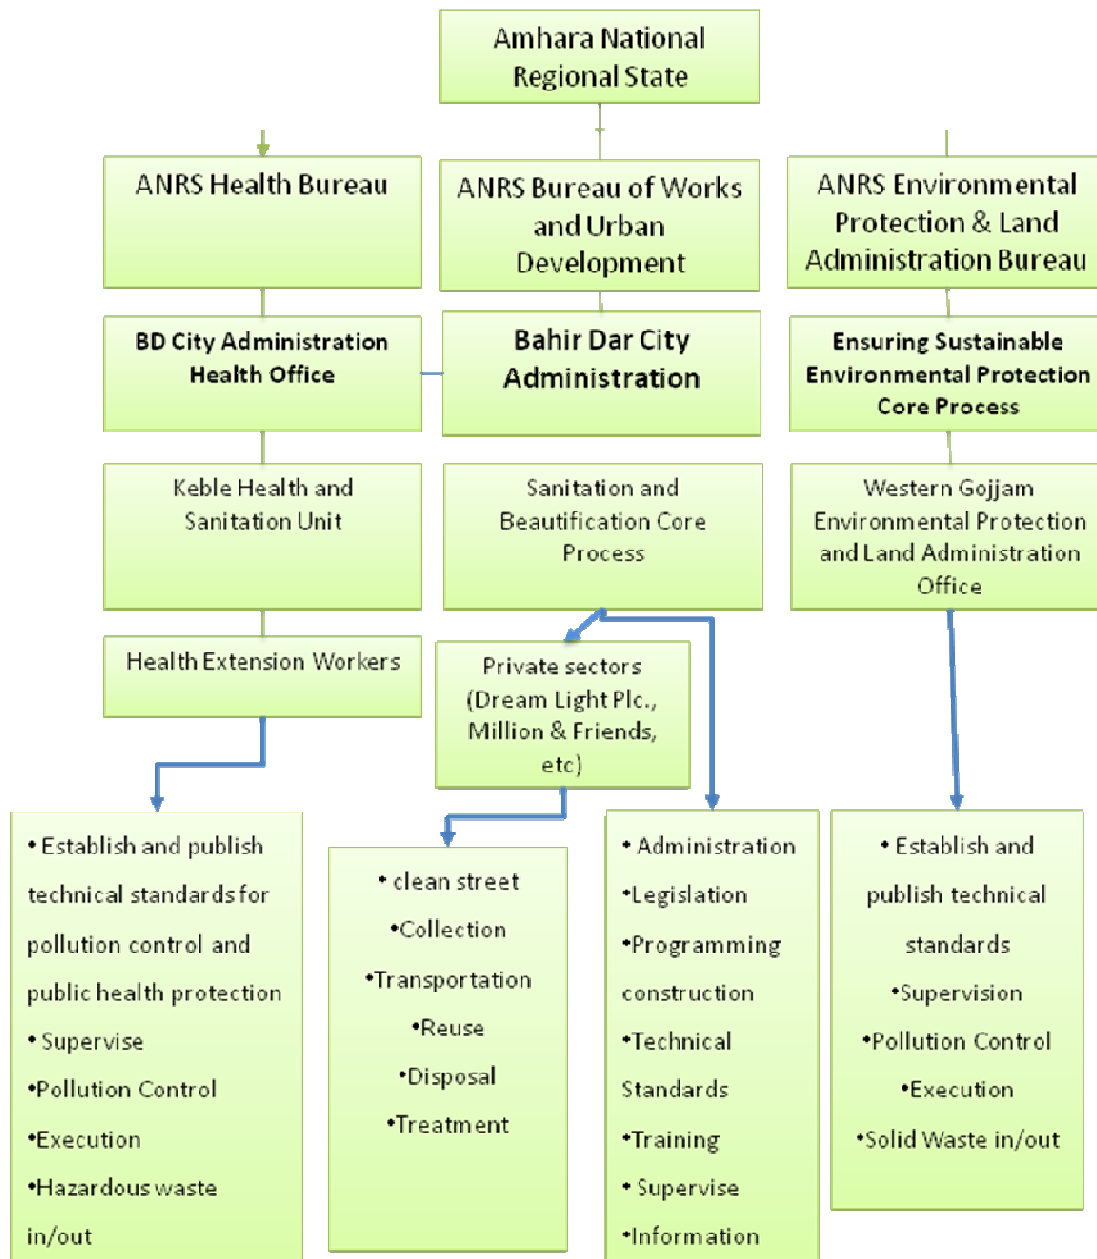 Amhara National
Regional State
ANRS Health Bureau
ANRS Bureau of Works
and Urban
Development
ANRS Environmental
Protection & Land
Administration Bureau
BD City Administration
Health Office
Bahir Dar City
Administration
Ensuring Sustainable
Environmental Protection
Core Process
Keble Health and
Sanitation Unit
Sanitation and
Beautification Core
Process
Western Gojjam
Environmental Protection
and Land Administration
Office
Health Extension Workers
Private sectors
(Dream Light Plc.,
Million & Friends,
etc)
• Establish and publish
technical standards for
pollution control and
public health protection
• Supervise
•Pollution Control
•Execution
•Hazardous waste
in/out
• clean street
•Collection
•Transportation
•Reuse
•Disposal
•Treatment
• Administration
•Legislation
•Programming
construction
•Technical
Standards
•Training
• Supervise
•Information
• Establish and
publish technical
standards
•Supervision
•Pollution Control
•Execution
•Solid Waste in/out